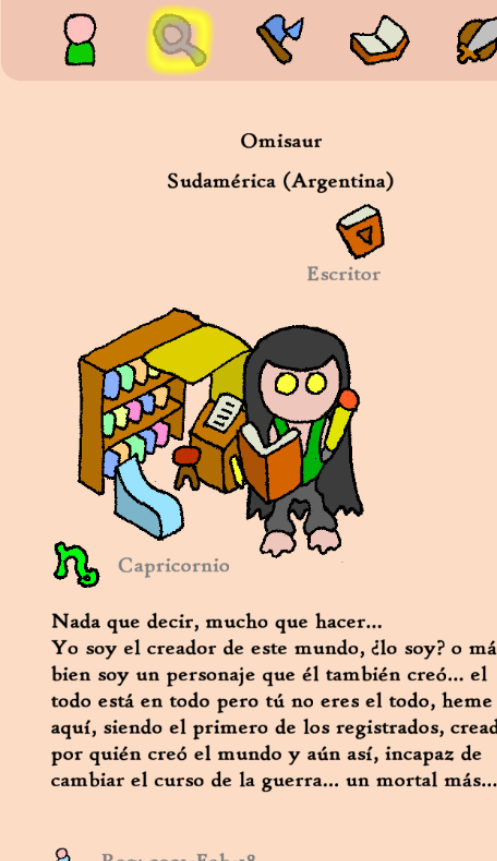 Omisaur
Sudamérica (Argentina)
Escritor
Capricornio
Nada que decir, mucho que hacer...
Yo soy el creador de este mundo, ¿lo soy? o má
bien soy un personaje que él también creó... el
todo está en todo pero tú no eres el todo, heme
aquí, siendo el primero de los registrados, cread
por quién creó el mundo y aún así, incapaz de
cambiar el curso de la guerra... un mortal más...